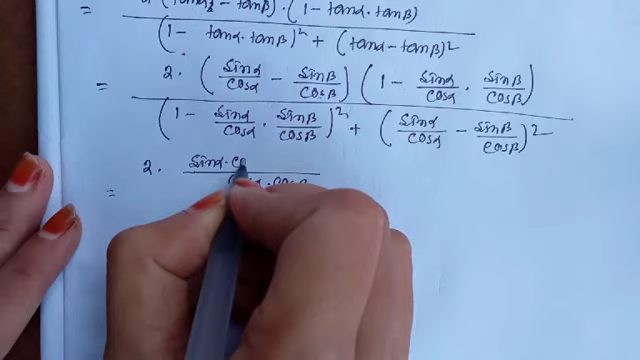 = 2 (tanα - tanβ) · (1 - tanα · tanβ) / (1 - tanα · tanβ)² + (tanα - tanβ)²
= 2 · (sinα/cosα - sinβ/cosβ) (1 - sinα/cosα · sinβ/cosβ) / (1 - sinα/cosα · sinβ/cosβ)² + (sinα/cosα - sinβ/cosβ)²
= 2 · sinα · co